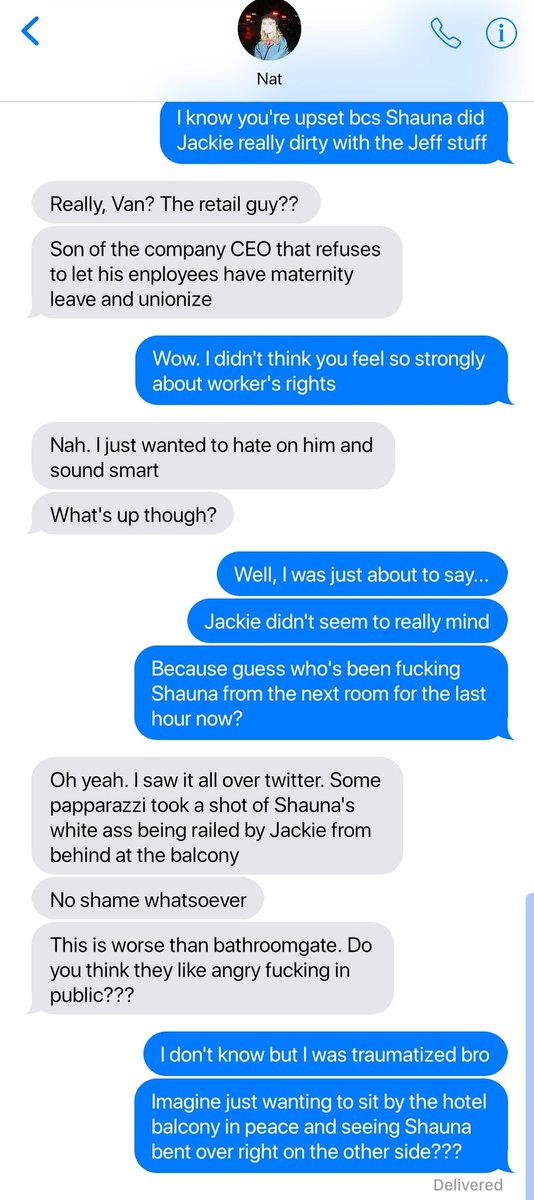 Nat
I know you're upset bcs Shauna did
Jackie really dirty with the Jeff stuff
Really, Van? The retail guy??
Son of the company CEO that refuses
to let his enployees have maternity
leave and unionize
Wow. I didn't think you feel so strongly
about worker's rights
Nah. I just wanted to hate on him and
sound smart
What's up though?
Well, I was just about to say...
Jackie didn't seem to really mind
Because guess who's been fucking
Shauna from the next room for the last
hour now?
Oh yeah. I saw it all over twitter. Some
papparazzi took a shot of Shauna's
white ass being railed by Jackie from
behind at the balcony
No shame whatsoever
This is worse than bathroomgate. Do
you think they like angry fucking in
public???
I don't know but I was traumatized bro
Imagine just wanting to sit by the hotel
balcony in peace and seeing Shauna
bent over right on the other side???
Delivered